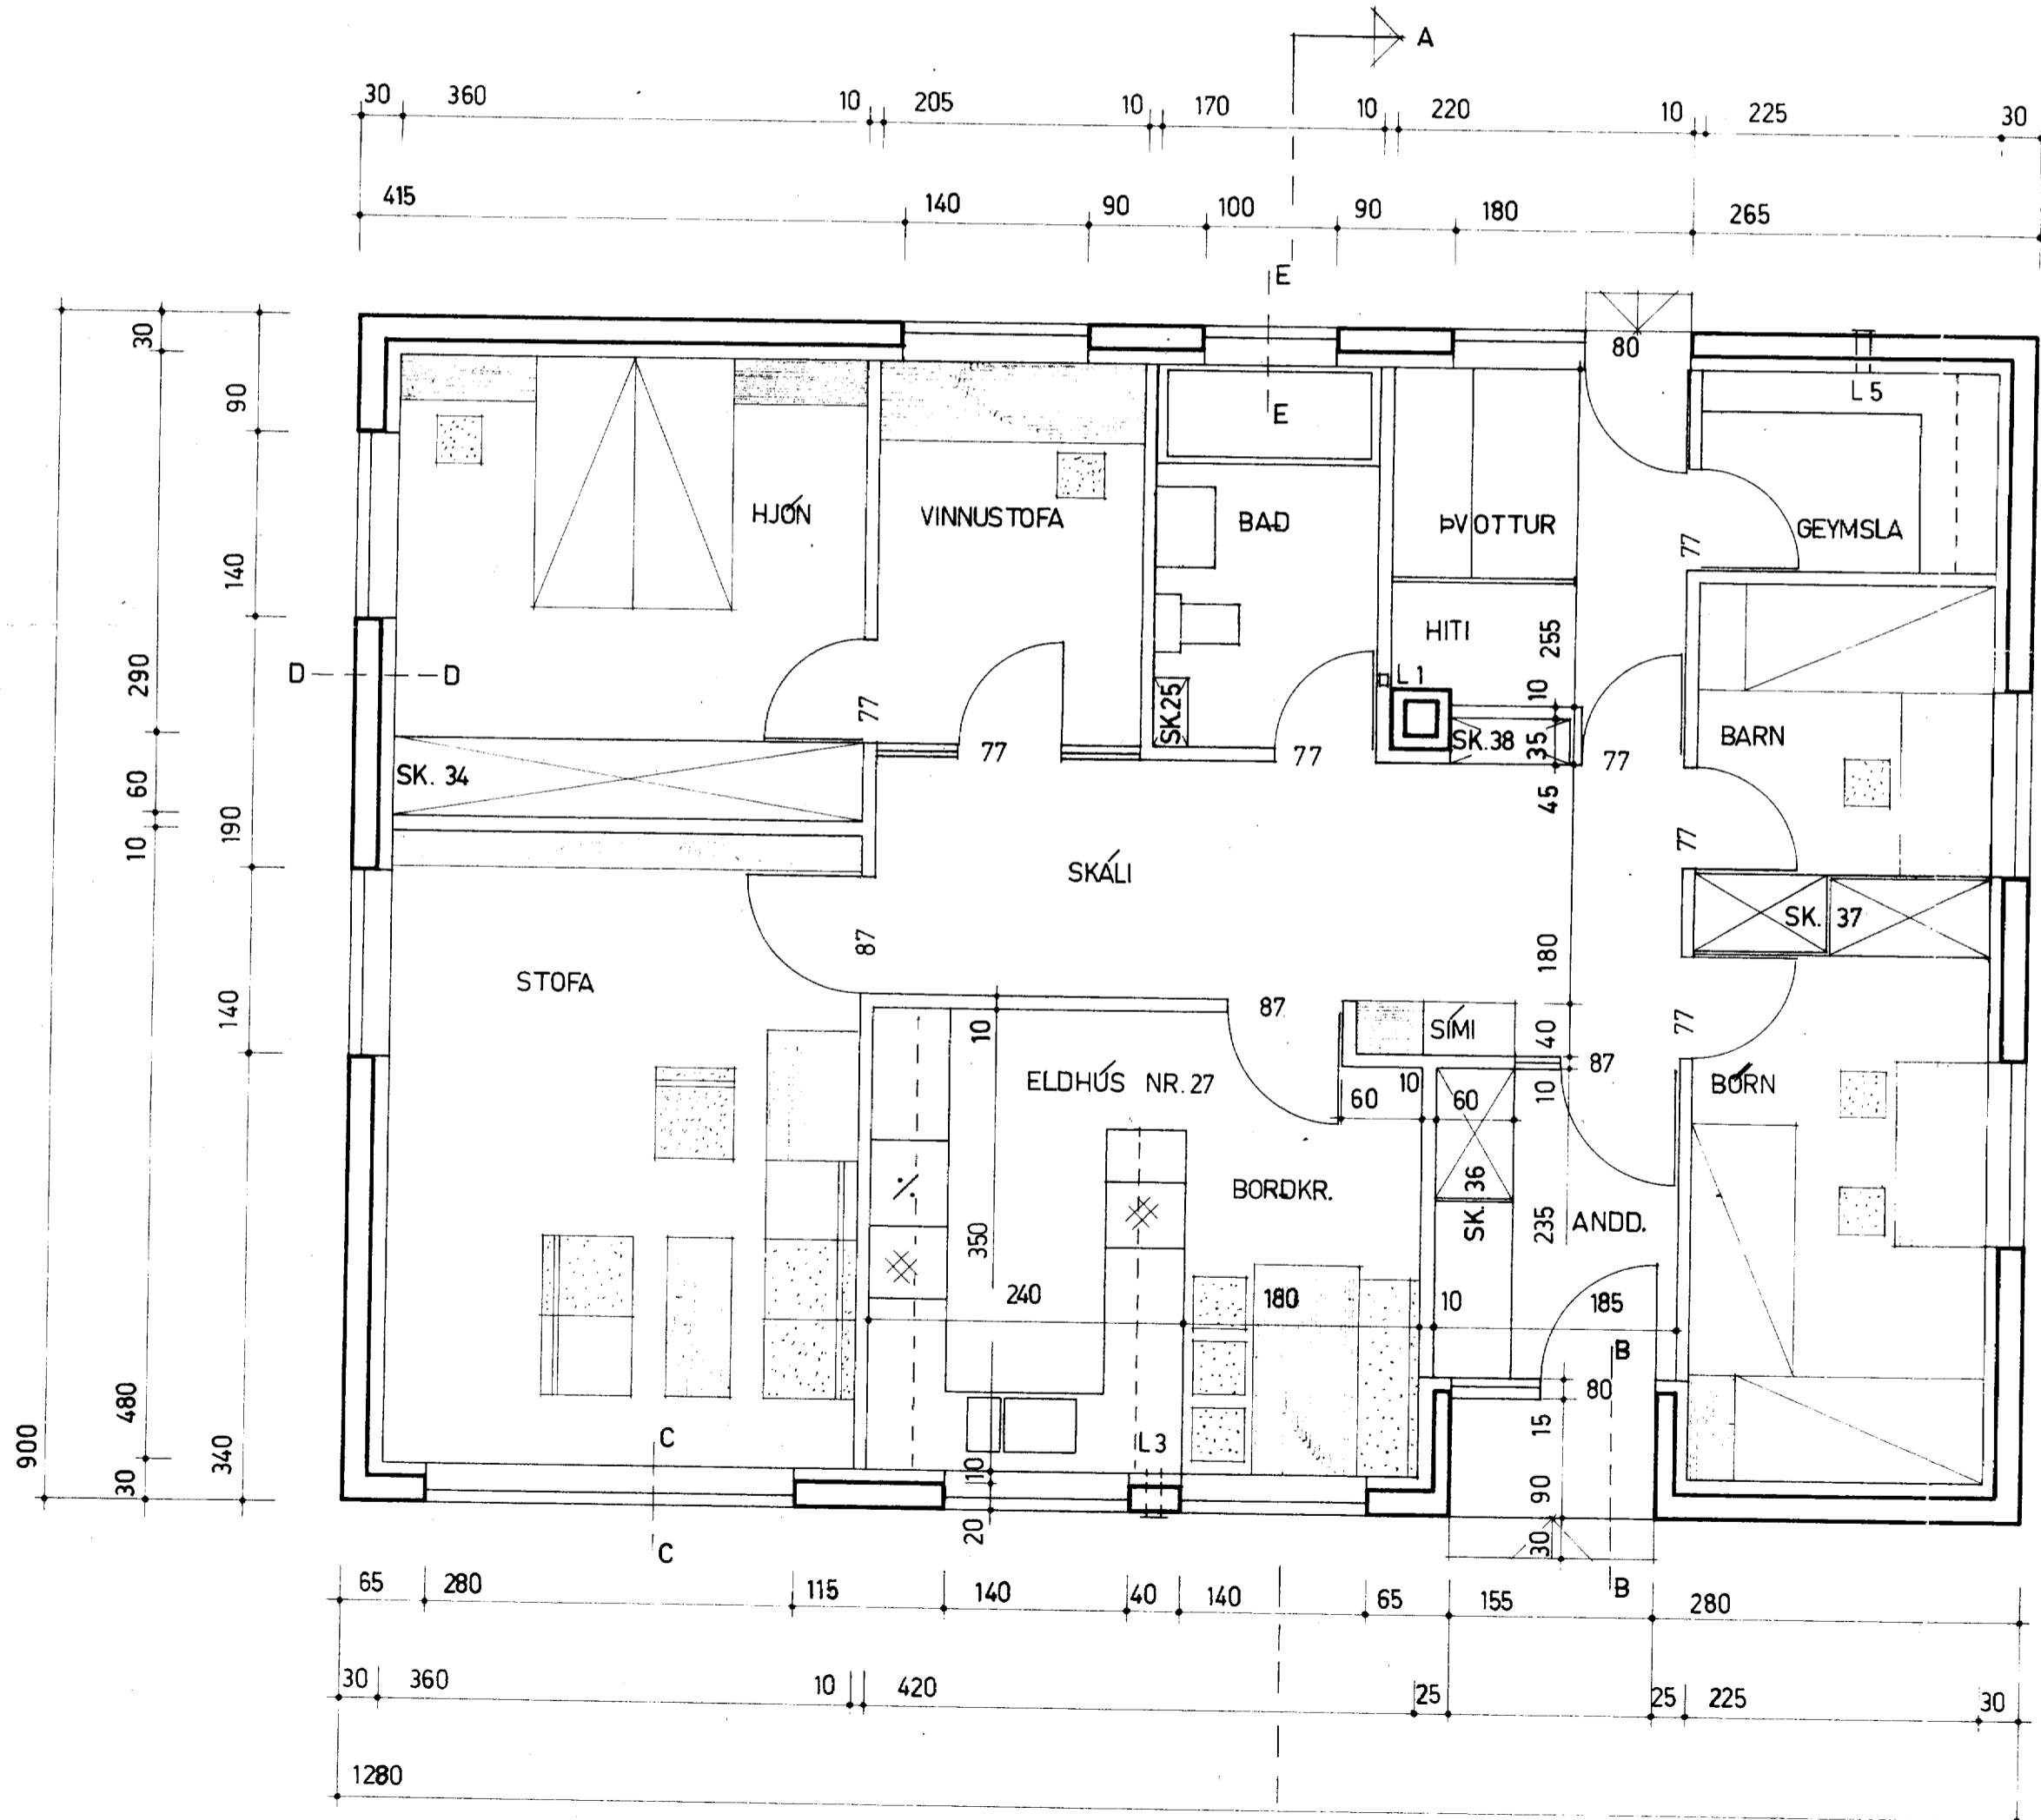 A
30 360 10 205 10 170 10 220 10 225 30
415 140 90 100 90 180 265
E
30
80
90
L 5
E
HJÓN VINNUSTOFA BAÐ ÞVOTTUR GEYMSLA
77
140
HITI 255
D D
290
L 1
77
10
SK.25
SK.38 35
BARN
77 77 77
SK. 34
60
45
190
10
77
SKÁLI
SK. 37
87
180
STOFA
140
87
SÍMI 40
77
10
87
ELDHÚS NR. 27
10
60 60
10
BÖRN
BORÐKR.
SK. 36
350
235
ANDD.
240 180 10 185
B
480
80
900
340
15
C
L 3
10
30
90
20
30
C
B
65 280 115 140 40 140 65 155 280
30 360 10 420 25 25 225 30
1280